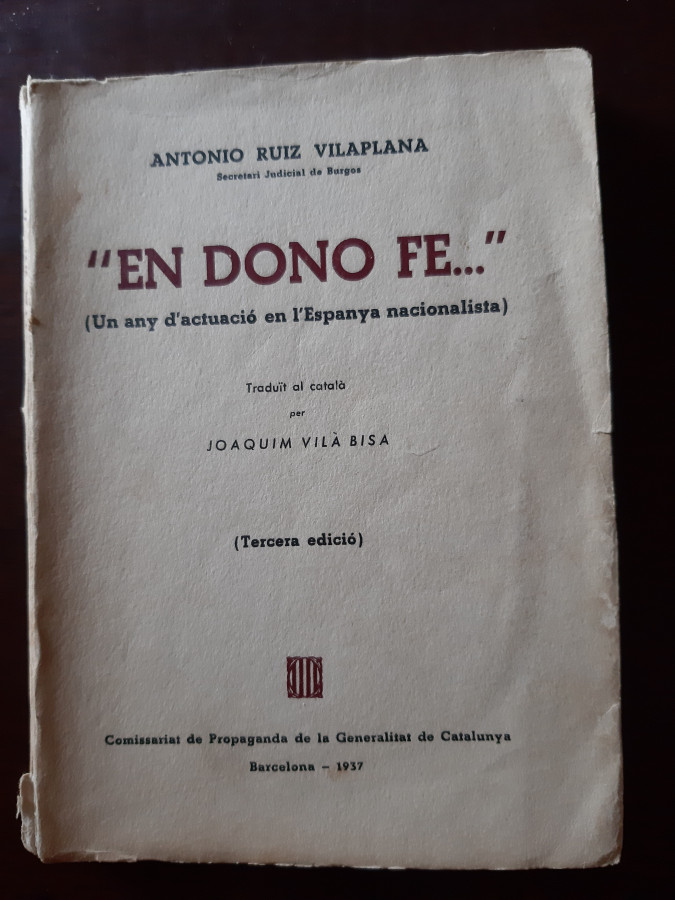 ANTONIO RUIZ VILAPLANA
Secretari Judicial de Burgos
"EN DONO FE..."
(Un any d'actuació en l'Espanya nacionalista)
Traduït al català
per
JOAQUIM VILÀ BISA
(Tercera edició)
Comissariat de Propaganda de la Generalitat de Catalunya
Barcelona - 1937